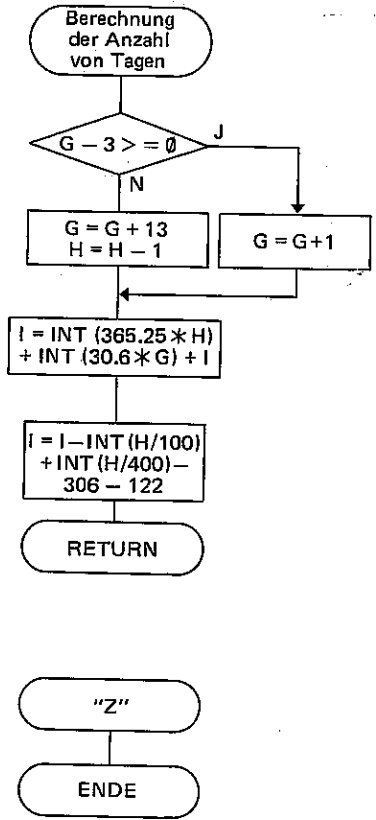 Berechnung
der Anzahl
von Tagen
G – 3 > = Ø
J
N
G = G + 13
H = H – 1
G = G+1
I = INT (365.25 * H)
+ INT (30.6 * G) + I
I = I – INT (H/100)
+ INT (H/400) –
306 – 122
RETURN
"Z"
ENDE